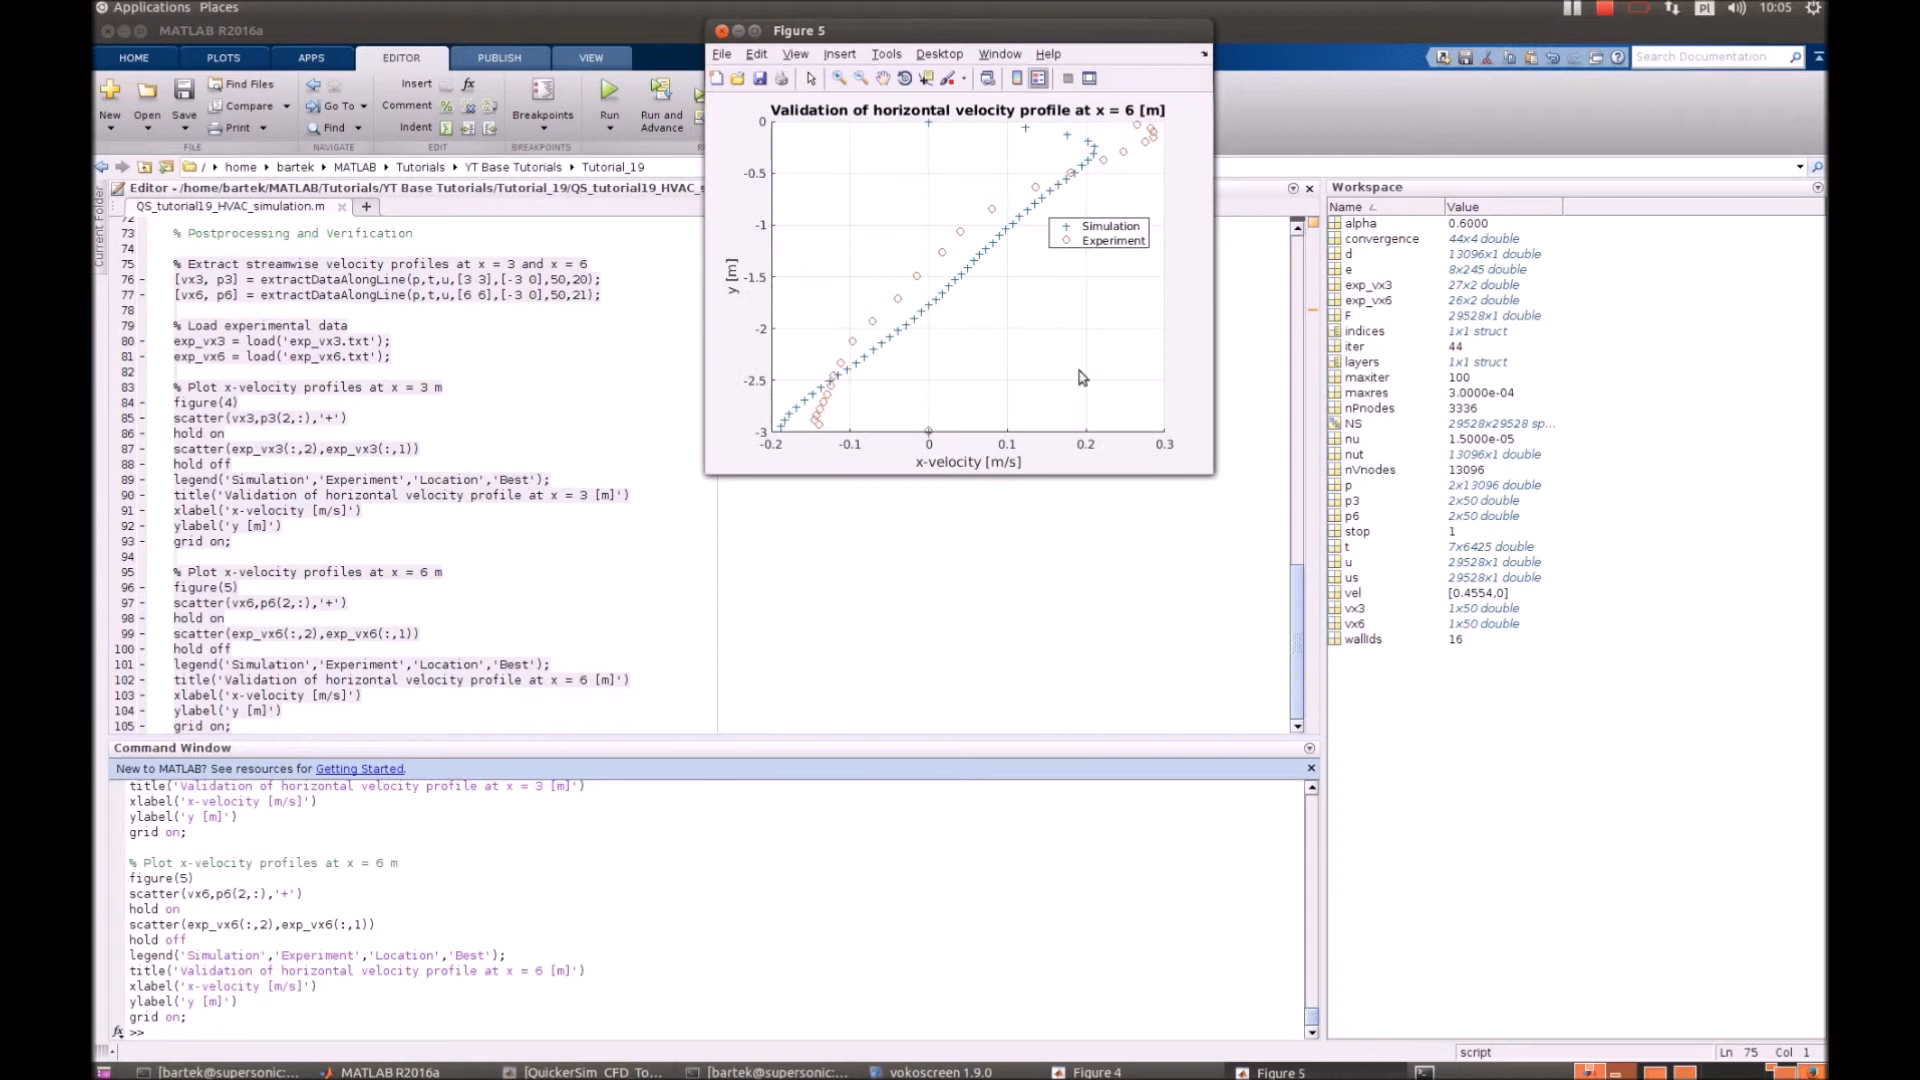 Applications Places
Pl
10:05
MATLAB R2016a
Figure 5
HOME PLOTS APPS EDITOR PUBLISH VIEW
Search Documentation
File Edit View Insert Tools Desktop Window Help
Find Files
Compare
Print
Insert fx
Comment
Indent
Go To
Find
New Open Save
Breakpoints Run Run and Advance
FILE NAVIGATE EDIT BREAKPOINTS
/ home bartek MATLAB Tutorials YT Base Tutorials Tutorial_19
Current Folder
Editor - /home/bartek/MATLAB/Tutorials/YT Base Tutorials/Tutorial_19/QS_tutorial19_HVAC_s
QS_tutorial19_HVAC_simulation.m
72
73 - % Postprocessing and Verification
74
75 % Extract streamwise velocity profiles at x = 3 and x = 6
76 - [vx3, p3] = extractDataAlongLine(p,t,u,[3 3],[-3 0],50,20);
77 - [vx6, p6] = extractDataAlongLine(p,t,u,[6 6],[-3 0],50,21);
78
79 % Load experimental data
80 - exp_vx3 = load('exp_vx3.txt');
81 - exp_vx6 = load('exp_vx6.txt');
82
83 % Plot x-velocity profiles at x = 3 m
84 - figure(4)
85 - scatter(vx3,p3(2,:),'+')
86 - hold on
87 - scatter(exp_vx3(:,2),exp_vx3(:,1))
88 - hold off
89 - legend('Simulation','Experiment','Location','Best');
90 - title('Validation of horizontal velocity profile at x = 3 [m]')
91 - xlabel('x-velocity [m/s]')
92 - ylabel('y [m]')
93 - grid on;
94
95 % Plot x-velocity profiles at x = 6 m
96 - figure(5)
97 - scatter(vx6,p6(2,:),'+')
98 - hold on
99 - scatter(exp_vx6(:,2),exp_vx6(:,1))
100 - hold off
101 - legend('Simulation','Experiment','Location','Best');
102 - title('Validation of horizontal velocity profile at x = 6 [m]')
103 - xlabel('x-velocity [m/s]')
104 - ylabel('y [m]')
105 - grid on;
Validation of horizontal velocity profile at x = 6 [m]
0
-0.5
-1
-1.5
-2
-2.5
-3
y [m]
Simulation
Experiment
-0.2 -0.1 0 0.1 0.2 0.3
x-velocity [m/s]
Workspace
Name Value
alpha 0.6000
convergence 44x4 double
d 13096x1 double
e 8x245 double
exp_vx3 27x2 double
exp_vx6 26x2 double
F 29528x1 double
indices 1x1 struct
iter 44
layers 1x1 struct
maxiter 100
maxres 3.0000e-04
nPnodes 3336
NS 29528x29528 sp...
nu 1.5000e-05
nut 13096x1 double
nVnodes 13096
p 2x13096 double
p3 2x50 double
p6 2x50 double
stop 1
t 7x6425 double
u 29528x1 double
us 29528x1 double
vel [0.4554,0]
vx3 1x50 double
vx6 1x50 double
wallIds 16
Command Window
New to MATLAB? See resources for Getting Started.
title('Validation of horizontal velocity profile at x = 3 [m]')
xlabel('x-velocity [m/s]')
ylabel('y [m]')
grid on;
% Plot x-velocity profiles at x = 6 m
figure(5)
scatter(vx6,p6(2,:),'+')
hold on
scatter(exp_vx6(:,2),exp_vx6(:,1))
hold off
legend('Simulation','Experiment','Location','Best');
title('Validation of horizontal velocity profile at x = 6 [m]')
xlabel('x-velocity [m/s]')
ylabel('y [m]')
grid on;
fx >>
script Ln 75 Col 1
[bartek@supersonic:... MATLAB R2016a [QuickerSim CFD To... [bartek@supersonic:... vokoscreen 1.9.0 Figure 4 Figure 5